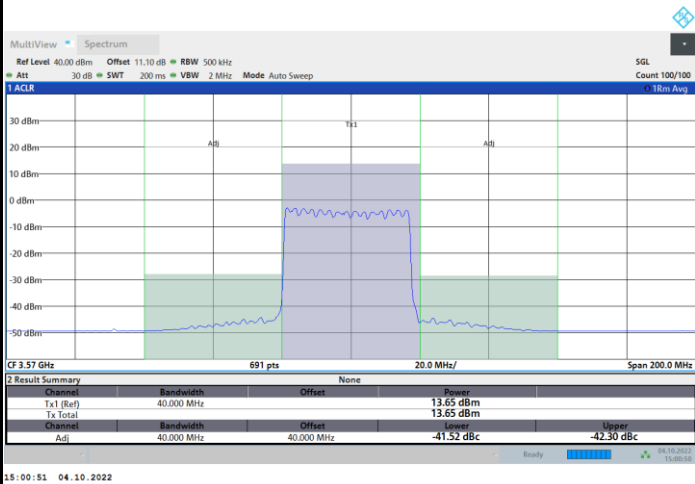 MultiView Spectrum
Ref Level 40.00 dBm Offset 11.10 dB RBW 500 kHz SGL
Att 30 dB SWT 200 ms VBW 2 MHz Mode Auto Sweep Count 100/100
1 ACLR 1Rm Avg
30 dBm
Tx1
20 dBm
Adj Adj
10 dBm
0 dBm
-10 dBm
-20 dBm
-30 dBm
-40 dBm
-50 dBm
CF 3.57 GHz 691 pts 20.0 MHz/ Span 200.0 MHz
2 Result Summary None
Channel Bandwidth Offset Power
Tx1 (Ref) 40.000 MHz 13.65 dBm
Tx Total 13.65 dBm
Channel Bandwidth Offset Lower Upper
Adj 40.000 MHz 40.000 MHz -41.52 dBc -42.30 dBc
Ready 04.10.2022
15:00:50
15:00:51 04.10.2022